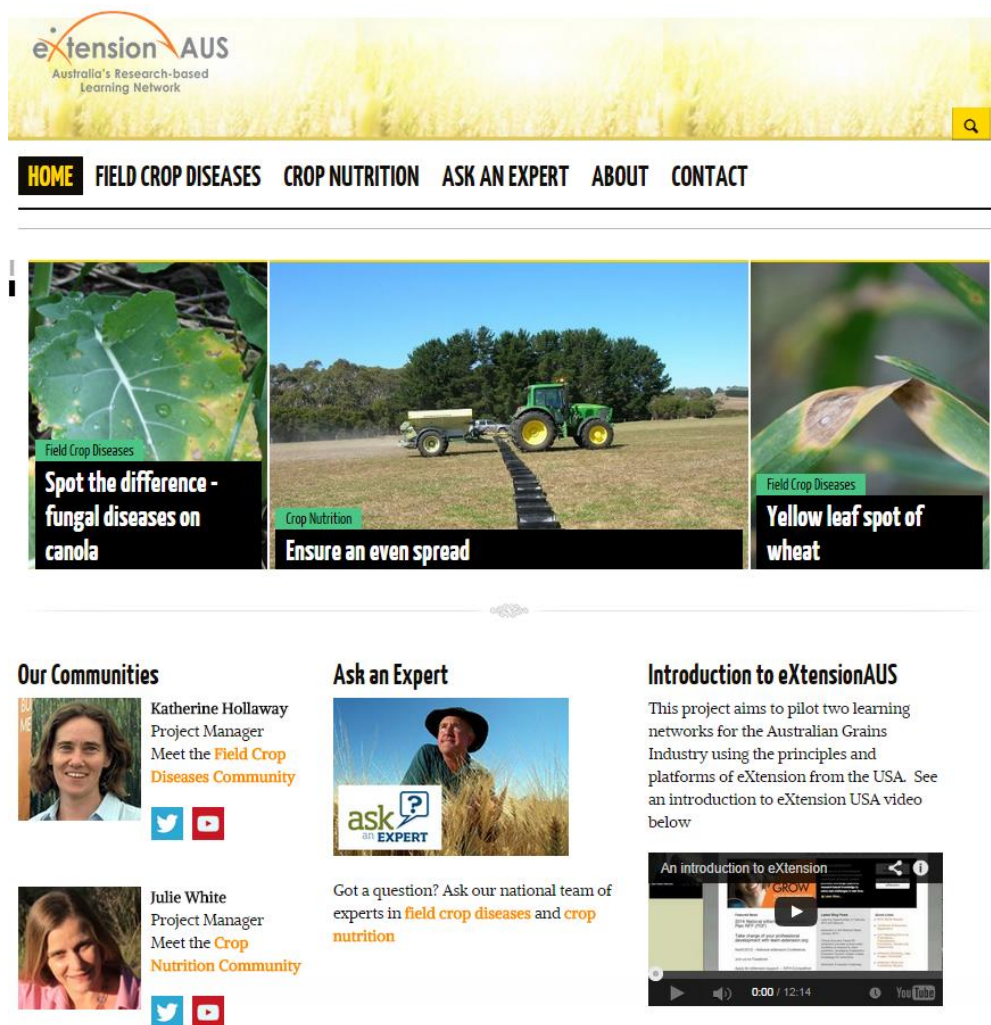 eXtension AUS
Australia's Research-based
Learning Network
HOME FIELD CROP DISEASES CROP NUTRITION ASK AN EXPERT ABOUT CONTACT
Field Crop Diseases
Spot the difference -
fungal diseases on
canola
Crop Nutrition
Ensure an even spread
Field Crop Diseases
Yellow leaf spot of
wheat
Our Communities
Katherine Hollaway
Project Manager
Meet the Field Crop
Diseases Community
Julie White
Project Manager
Meet the Crop
Nutrition Community
Ask an Expert
ask ?
an EXPERT
Got a question? Ask our national team of
experts in field crop diseases and crop
nutrition
Introduction to eXtensionAUS
This project aims to pilot two learning
networks for the Australian Grains
Industry using the principles and
platforms of eXtension from the USA. See
an introduction to eXtension USA video
below
An introduction to eXtension
GROW
0:00 / 12:14
YouTube